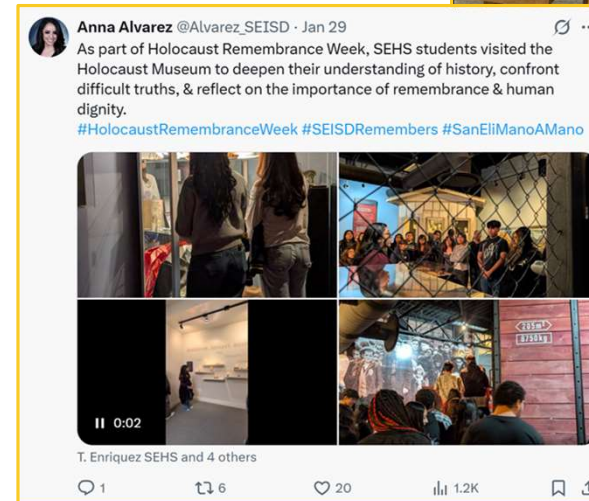 Anna Alvarez @Alvarez_SEISD · Jan 29
As part of Holocaust Remembrance Week, SEHS students visited the
Holocaust Museum to deepen their understanding of history, confront
difficult truths, & reflect on the importance of remembrance & human
dignity.
#HolocaustRemembranceWeek #SEISDRemembers #SanEliManoAMano
205m²
8750kg
0:02
T. Enriquez SEHS and 4 others
1 6 20 1.2K